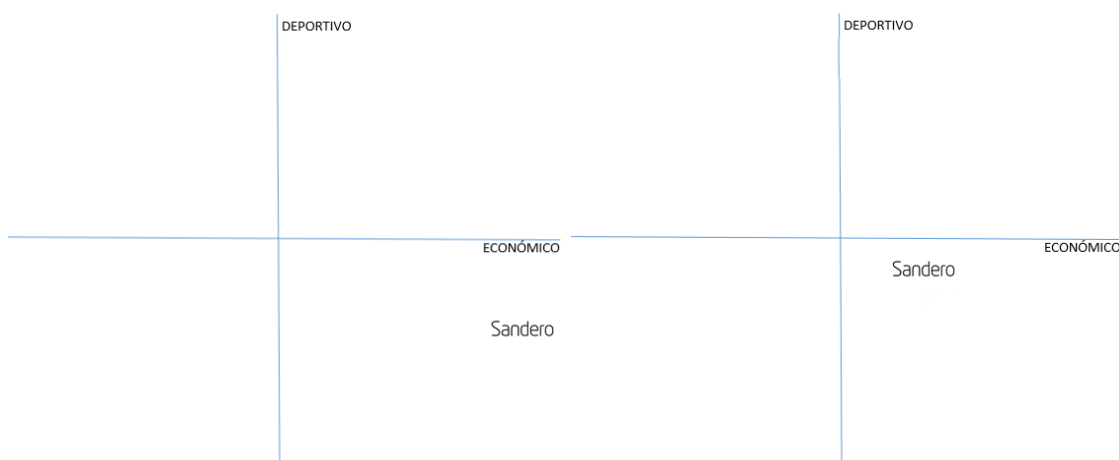 DEPORTIVO
ECONÓMICO
Sandero
DEPORTIVO
ECONÓMICO
Sandero